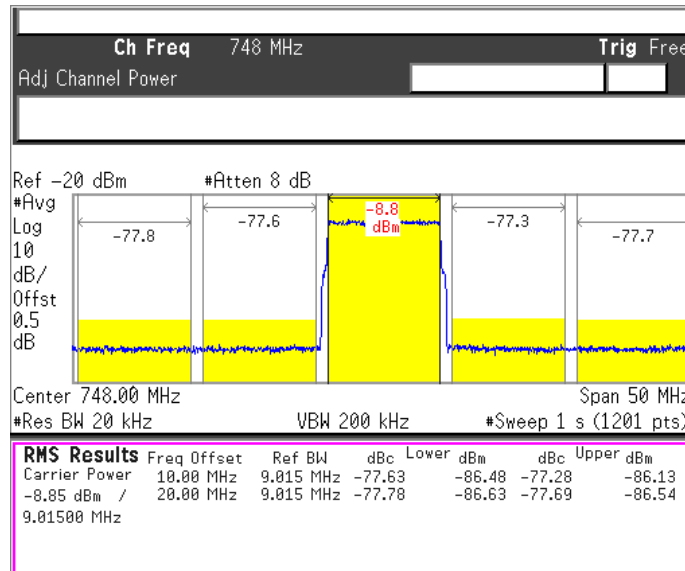 Ch Freq 748 MHz Trig Free
Adj Channel Power
Ref -20 dBm #Atten 8 dB
#Avg
Log
10
dB/
Offst
0.5
dB
-77.8 -77.6 -8.8 dBm -77.3 -77.7
Center 748.00 MHz Span 50 MHz
#Res BW 20 kHz VBW 200 kHz #Sweep 1 s (1201 pts)
RMS Results Freq Offset Ref BW dBc Lower dBm dBc Upper dBm
Carrier Power 10.00 MHz 9.015 MHz -77.63 -86.48 -77.28 -86.13
-8.85 dBm / 20.00 MHz 9.015 MHz -77.78 -86.63 -77.69 -86.54
9.01500 MHz